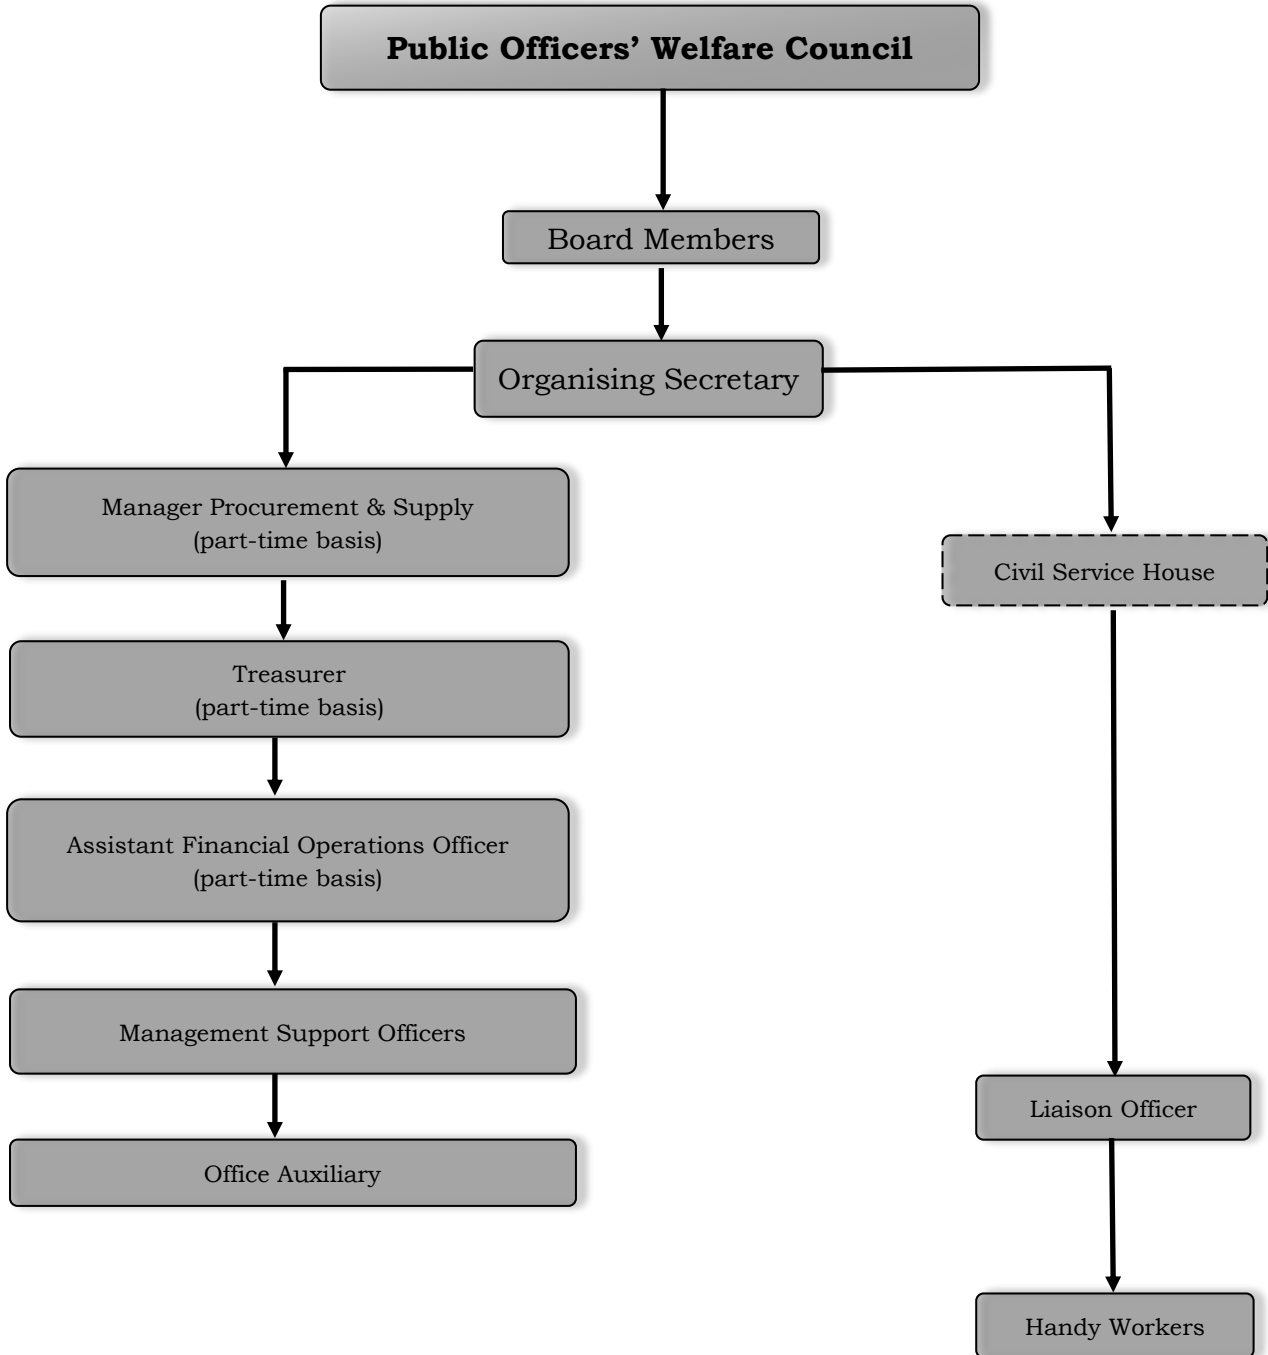 Public Officers’ Welfare Council
Board Members
Organising Secretary
Manager Procurement & Supply
(part-time basis)
Treasurer
(part-time basis)
Assistant Financial Operations Officer
(part-time basis)
Management Support Officers
Office Auxiliary
Civil Service House
Liaison Officer
Handy Workers